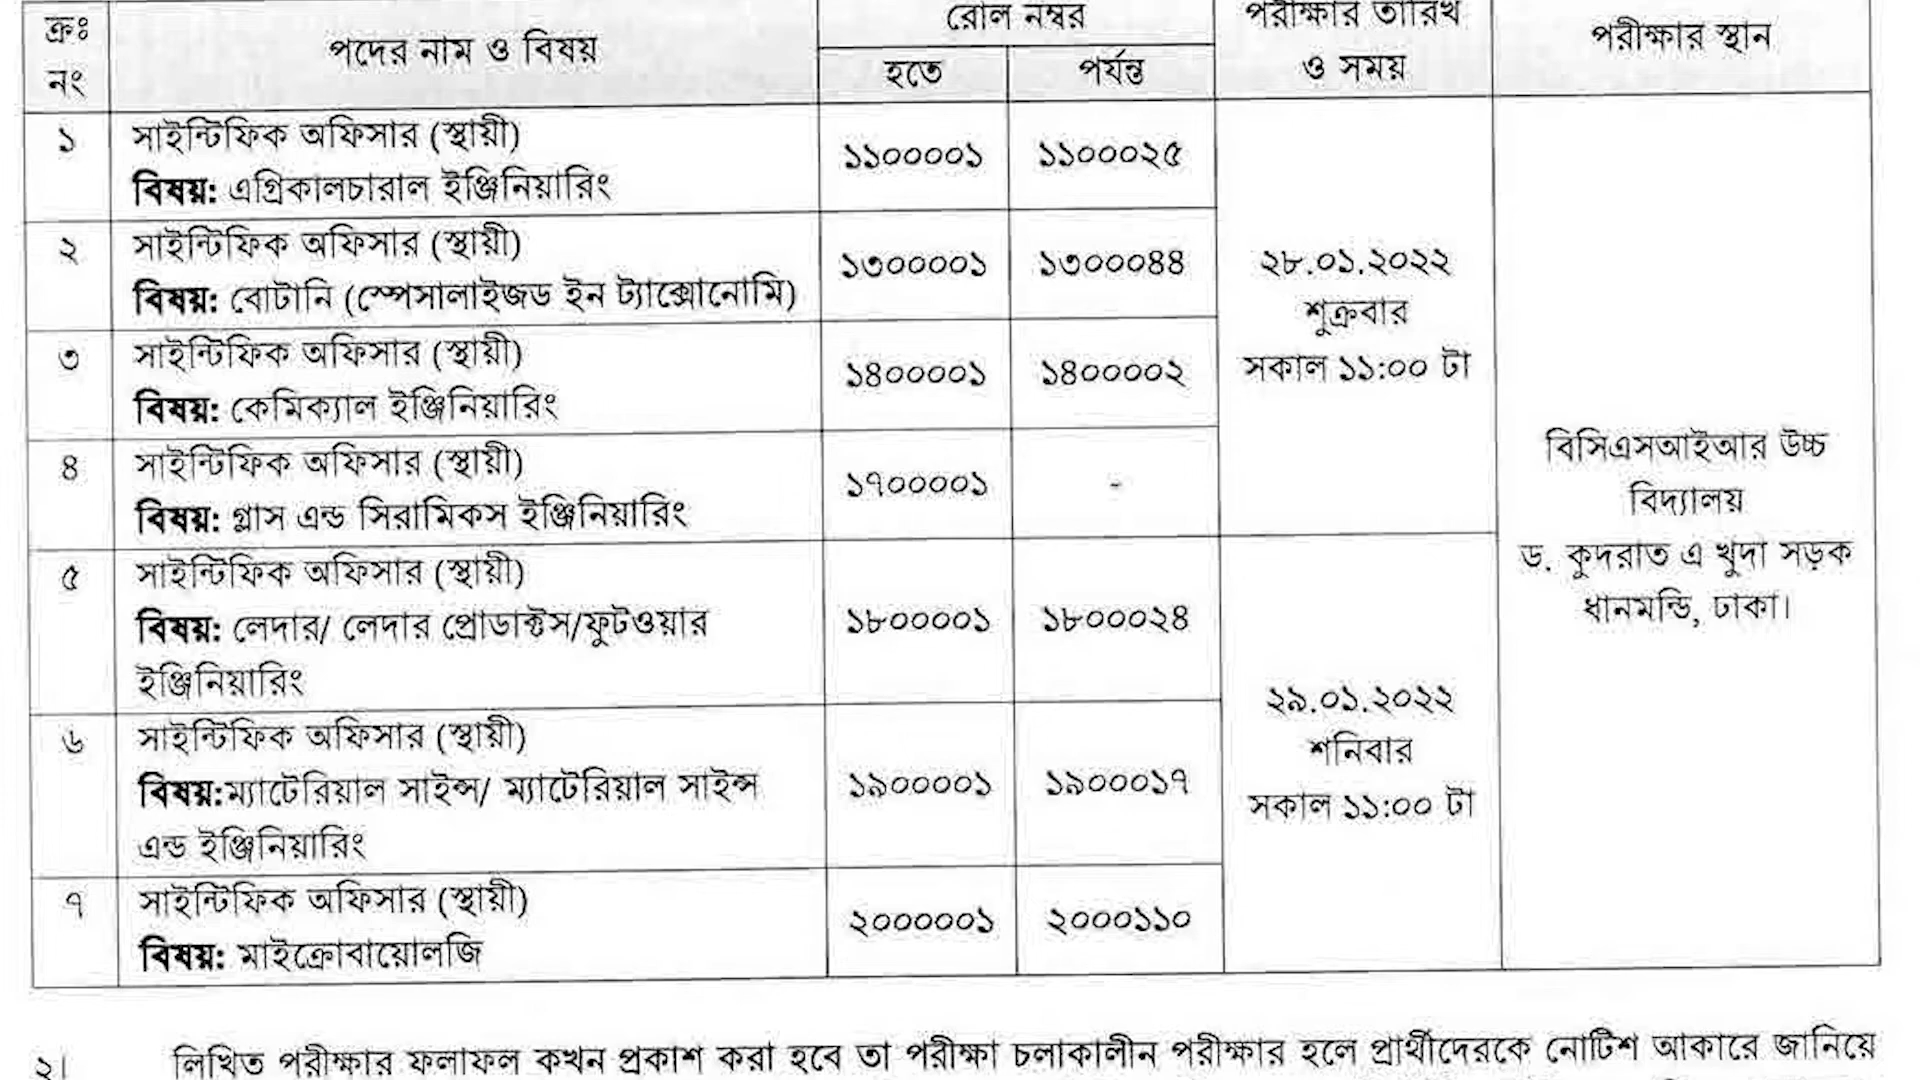 ক্রঃ
নং
পদের নাম ও বিষয়
রোল নম্বর
হতে
পর্যন্ত
পরীক্ষার তারিখ
ও সময়
পরীক্ষার স্থান
১
সাইন্টিফিক অফিসার (স্থায়ী)
বিষয়: এগ্রিকালচারাল ইঞ্জিনিয়ারিং
১১০০০০১
১১০০০২৫
২
সাইন্টিফিক অফিসার (স্থায়ী)
বিষয়: বোটানি (স্পেসালাইজড ইন ট্যাক্সোনোমি)
১৩০০০০১
১৩০০০৪৪
৩
সাইন্টিফিক অফিসার (স্থায়ী)
বিষয়: কেমিক্যাল ইঞ্জিনিয়ারিং
১৪০০০০১
১৪০০০০২
৪
সাইন্টিফিক অফিসার (স্থায়ী)
বিষয়: গ্লাস এন্ড সিরামিকস ইঞ্জিনিয়ারিং
১৭০০০০১
-
২৮.০১.২০২২
শুক্রবার
সকাল ১১:০০ টা
৫
সাইন্টিফিক অফিসার (স্থায়ী)
বিষয়: লেদার/ লেদার প্রোডাক্টস/ফুটওয়ার
ইঞ্জিনিয়ারিং
১৮০০০০১
১৮০০০২৪
৬
সাইন্টিফিক অফিসার (স্থায়ী)
বিষয়:ম্যাটেরিয়াল সাইন্স/ ম্যাটেরিয়াল সাইন্স
এন্ড ইঞ্জিনিয়ারিং
১৯০০০০১
১৯০০০১৭
৭
সাইন্টিফিক অফিসার (স্থায়ী)
বিষয়: মাইক্রোবায়োলজি
২০০০০০১
২০০০১১০
২৯.০১.২০২২
শনিবার
সকাল ১১:০০ টা
বিসিএসআইআর উচ্চ
বিদ্যালয়
ড. কুদরাত এ খুদা সড়ক
ধানমন্ডি, ঢাকা।
২। লিখিত পরীক্ষার ফলাফল কখন প্রকাশ করা হবে তা পরীক্ষা চলাকালীন পরীক্ষার হলে প্রার্থীদেরকে নোটিশ আকারে জানিয়ে